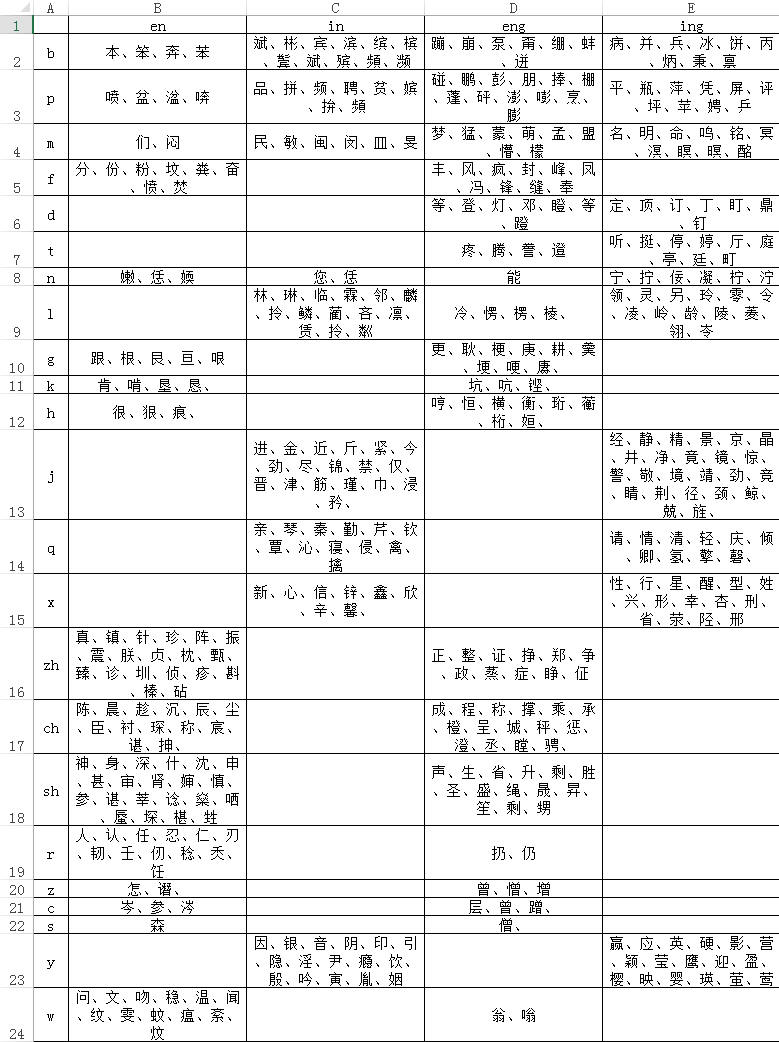 A B C D E
1 en in eng ing
2 b 本、笨、奔、苯
斌、彬、宾、滨、缤、槟
、鬓、斌、殡、頻、濒
蹦、崩、泵、甭、绷、蚌
、迸
病、并、兵、冰、饼、丙
、炳、秉、禀
3 p 喷、盆、湓、喯
品、拼、频、聘、贫、嫔
、拚、頻
碰、鹏、彭、朋、捧、棚
、蓬、砰、澎、嘭、烹、
膨
平、瓶、萍、凭、屏、评
、坪、苹、娉、乒
4 m 们、闷
民、敏、闽、闵、皿、旻
梦、猛、蒙、萌、孟、盟
、懵、檬
名、明、命、鸣、铭、冥
、溟、瞑、暝、酩
5 f
分、份、粉、坟、粪、奋
、愤、焚
丰、风、疯、封、峰、凤
、冯、锋、缝、奉
6 d
等、登、灯、邓、瞪、等
、蹬
定、顶、订、丁、盯、鼎
、钉
7 t
疼、腾、誊、邆
听、挺、停、婷、厅、庭
、亭、廷、町
8 n 嫩、恁、㜛 您、恁 能 宁、拧、佞、凝、柠、泞
9 l
林、琳、临、霖、邻、麟
、拎、鳞、蔺、吝、凛、
赁、拎、粼
冷、愣、楞、棱、
领、灵、另、玲、零、令
、凌、岭、龄、陵、菱、
翎、岑
10 g 跟、根、艮、亘、哏
更、耿、梗、庚、耕、羹
、埂、哽、赓、
11 k 肯、啃、垦、恳、 坑、吭、铿、
12 h 很、狠、痕、
哼、恒、横、衡、珩、蘅
、桁、姮、
13 j
进、金、近、斤、紧、今
、劲、尽、锦、禁、仅、
晋、津、筋、瑾、巾、浸
、矜、
经、静、精、景、京、晶
、井、净、竟、镜、惊、
警、敬、境、靖、劲、竞
、睛、荆、径、颈、鲸、
兢、旌、
14 q
亲、琴、秦、勤、芹、钦
、覃、沁、寝、侵、禽、
擒
请、情、清、轻、庆、倾
、卿、氢、擎、磬、
15 x
新、心、信、锌、鑫、欣
、辛、馨、
性、行、星、醒、型、姓
、兴、形、幸、杏、刑、
省、荥、陉、邢
16 zh
真、镇、针、珍、阵、振
、震、朕、贞、枕、甄、
臻、诊、圳、侦、疹、斟
、榛、砧
正、整、证、挣、郑、争
、政、蒸、症、睁、怔
17 ch
陈、晨、趁、沉、辰、尘
、臣、衬、琛、称、宸、
谌、抻、
成、程、称、撑、乘、承
、橙、呈、城、秤、惩、
澄、丞、瞠、骋、
18 sh
神、身、深、什、沈、申
、甚、审、肾、婶、慎、
参、谌、莘、谂、燊、哂
、蜃、堔、椹、蛙
声、生、省、升、剩、胜
、圣、盛、绳、晟、昇、
笙、剩、甥
19 r
人、认、任、忍、仁、刃
、韧、壬、仞、稔、秂、
饪
扔、仍
20 z 怎、谮、 曾、憎、增
21 c 岑、参、涔 层、曾、蹭、
22 s 森 僧、
23 y
因、银、音、阴、印、引
、隐、淫、尹、瘾、饮、
殷、吟、寅、胤、姻
赢、应、英、硬、影、营
、颖、莹、鹰、迎、盈、
樱、映、婴、瑛、萤、莺
24 w
问、文、吻、稳、温、闻
、纹、雯、蚊、瘟、紊、
炆
翁、嗡